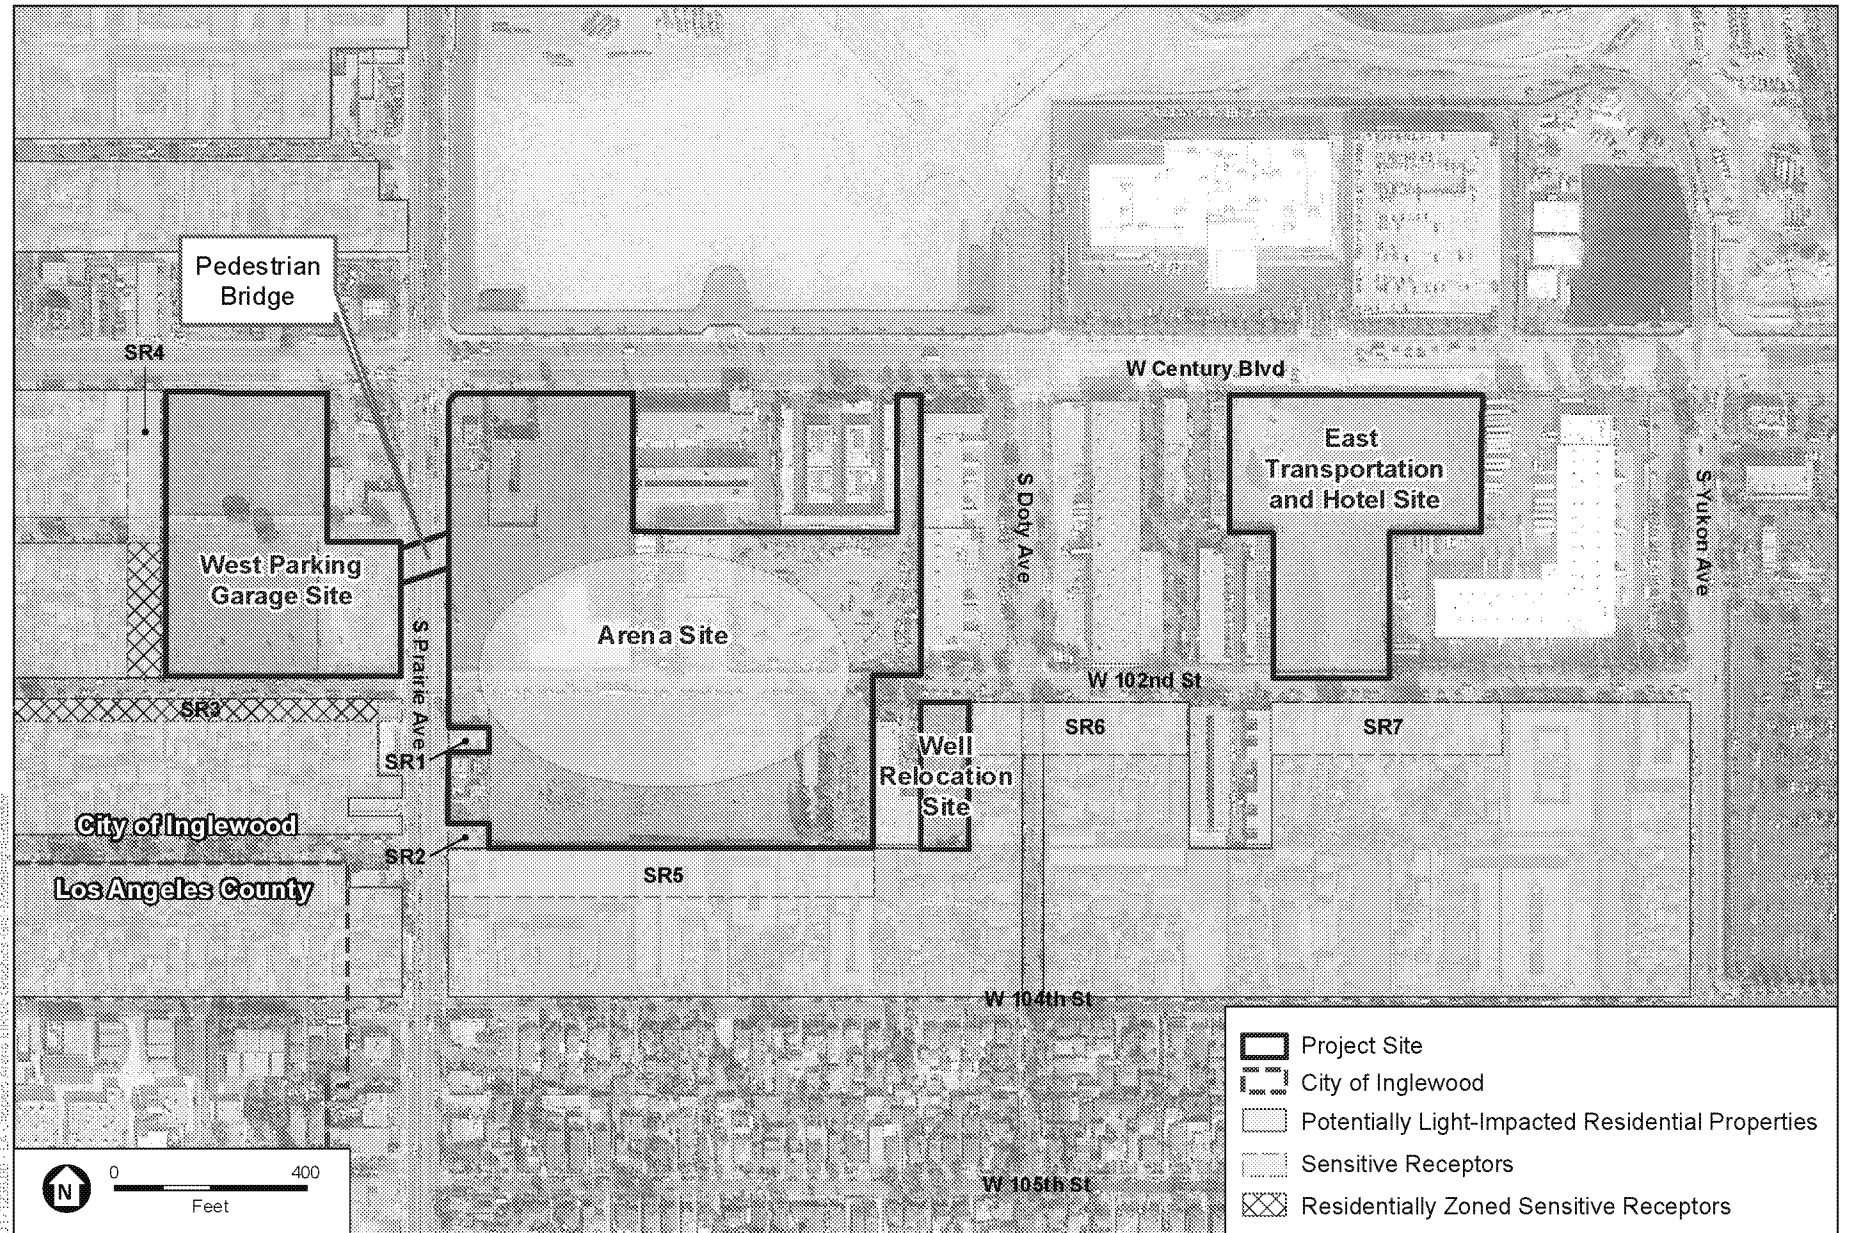 Pedestrian
Bridge
SR4
W Century Blvd
East
Transportation
and Hotel Site
S Doty Ave
S Yukon Ave
West Parking
Garage Site
Arena Site
S Prairie Ave
W 102nd St
SR3
SR1
SR6
SR7
Well
Relocation
Site
City of Inglewood
SR2
Los Angeles County
SR5
W 104th St
W 105th St
Project Site
City of Inglewood
Potentially Light-Impacted Residential Properties
Sensitive Receptors
Residentially Zoned Sensitive Receptors
N
0 400
Feet